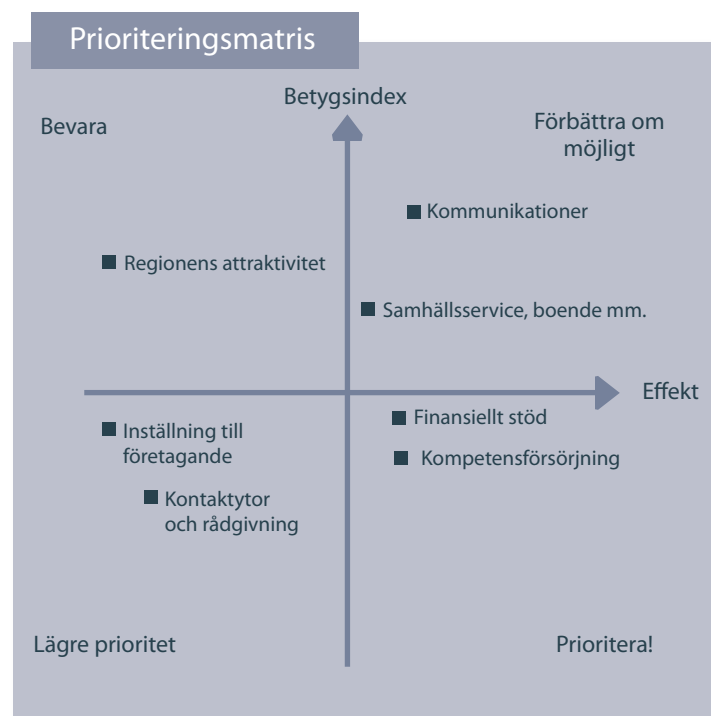 Prioriteringsmatris
Betygsindex
Bevara
Förbättra om
möjligt
Kommunikationer
Regionens attraktivitet
Samhällsservice, boende mm.
Effekt
Finansiellt stöd
Inställning till
företagande
Kompetensförsörjning
Kontaktytor
och rådgivning
Lägre prioritet
Prioritera!